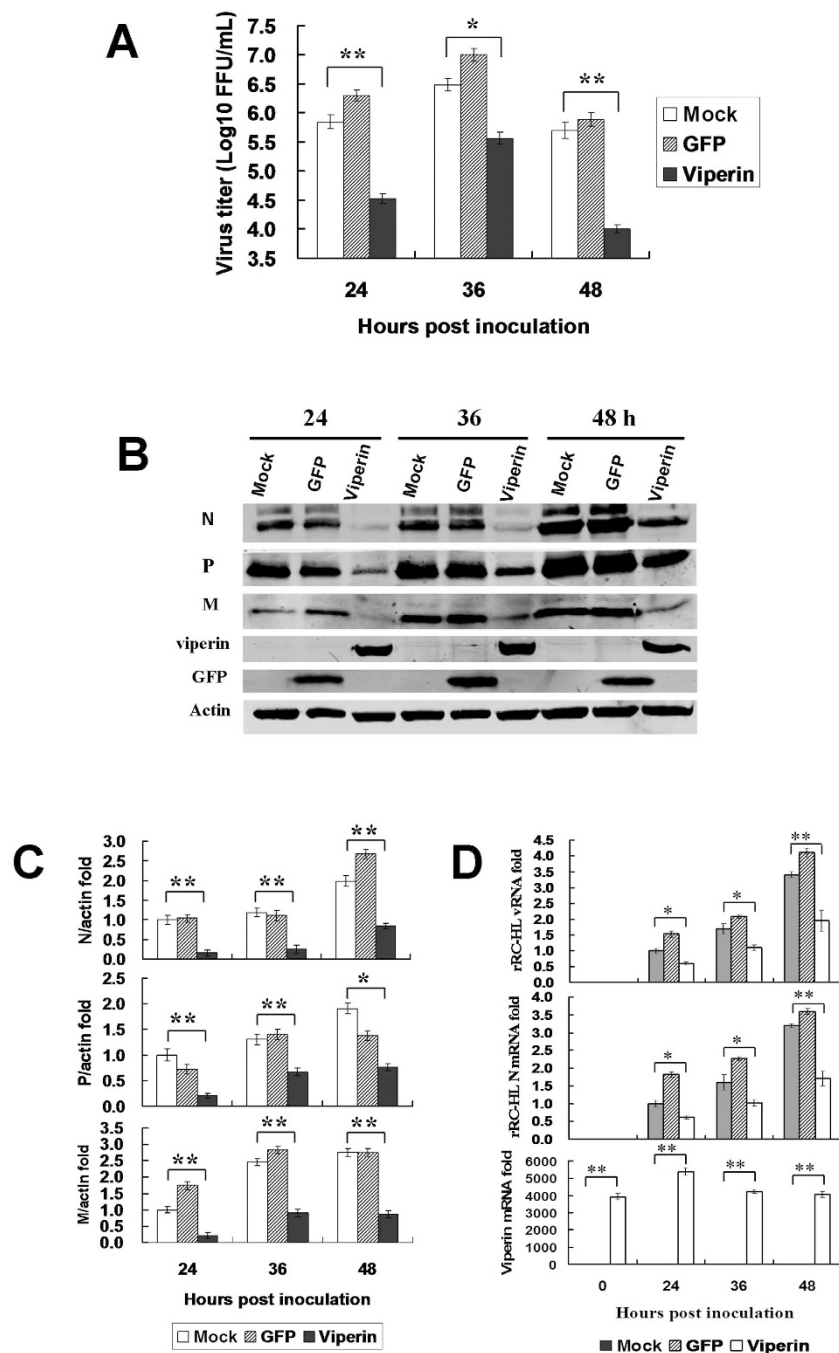 A
Virus titer (Log10 FFU/mL)
7.5
7.0
6.5
6.0
5.5
5.0
4.5
4.0
3.5
**
*
**
Mock
GFP
Viperin
24 36 48
Hours post inoculation
B
24 36 48 h
Mock GFP Viperin Mock GFP Viperin Mock GFP Viperin
N
P
M
viperin
GFP
Actin
C
N/actin fold
3.0
2.5
2.0
1.5
1.0
0.5
0.0
** ** **
P/actin fold
2.5
2.0
1.5
1.0
0.5
0.0
** ** *
M/actin fold
3.5
3.0
2.5
2.0
1.5
1.0
0.5
0.0
** ** **
24 36 48
Hours post inoculation
Mock GFP Viperin
D
rRC-HL vRNA fold
4.5
4.0
3.5
3.0
2.5
2.0
1.5
1.0
0.5
0.0
* * **
rRC-HL N mRNA fold
4.0
3.5
3.0
2.5
2.0
1.5
1.0
0.5
0.0
* * **
Viperin mRNA fold
6000
5000
4000
3000
2000
1000
0
** ** ** **
0 24 36 48
Hours post inoculation
Mock GFP Viperin